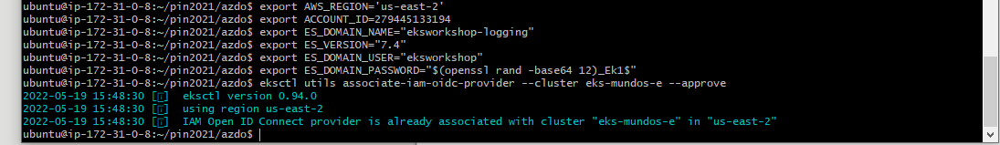 ubuntu@ip-172-31-0-8:~/pin2021/azdo$ export AWS_REGION='us-east-2'
ubuntu@ip-172-31-0-8:~/pin2021/azdo$ export ACCOUNT_ID=279445133194
ubuntu@ip-172-31-0-8:~/pin2021/azdo$ export ES_DOMAIN_NAME="eksworkshop-logging"
ubuntu@ip-172-31-0-8:~/pin2021/azdo$ export ES_VERSION="7.4"
ubuntu@ip-172-31-0-8:~/pin2021/azdo$ export ES_DOMAIN_USER="eksworkshop"
ubuntu@ip-172-31-0-8:~/pin2021/azdo$ export ES_DOMAIN_PASSWORD="$(openssl rand -base64 12)_Ek1$"
ubuntu@ip-172-31-0-8:~/pin2021/azdo$ eksctl utils associate-iam-oidc-provider --cluster eks-mundos-e --approve
2022-05-19 15:48:30 [ℹ]  eksctl version 0.94.0
2022-05-19 15:48:30 [ℹ]  using region us-east-2
2022-05-19 15:48:30 [ℹ]  IAM Open ID Connect provider is already associated with cluster "eks-mundos-e" in "us-east-2"
ubuntu@ip-172-31-0-8:~/pin2021/azdo$